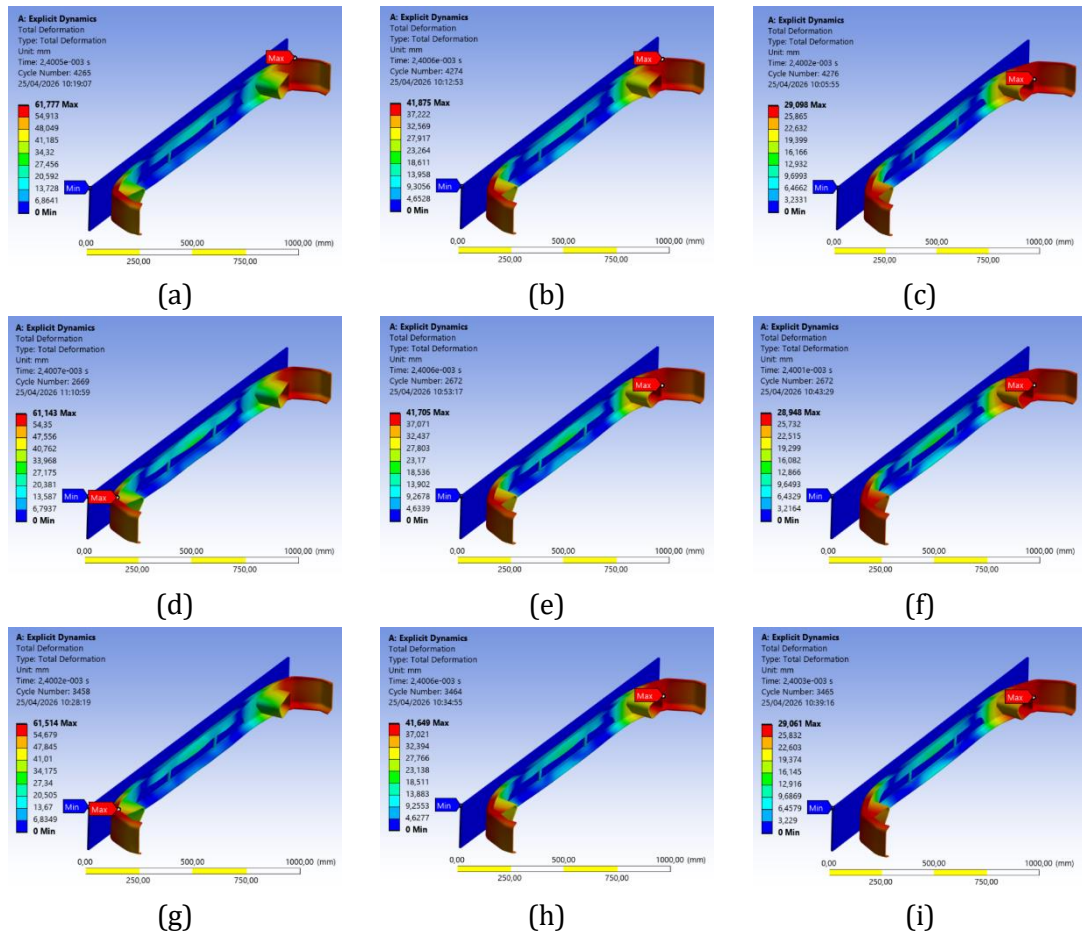 A: Explicit Dynamics
Total Deformation
Type: Total Deformation
Unit: mm
Time: 2,4005e-003 s
Cycle Number: 4265
25/04/2026 10:19:07
61,777 Max
54,913
48,049
41,185
34,32
27,456
20,592
13,728
6,8641
0 Min
Max
Min
0,00 500,00 1000,00 (mm)
250,00 750,00
(a)
A: Explicit Dynamics
Total Deformation
Type: Total Deformation
Unit: mm
Time: 2,4006e-003 s
Cycle Number: 4274
25/04/2026 10:12:53
41,875 Max
37,222
32,569
27,917
23,264
18,611
13,958
9,3056
4,6528
0 Min
Max
Min
0,00 500,00 1000,00 (mm)
250,00 750,00
(b)
A: Explicit Dynamics
Total Deformation
Type: Total Deformation
Unit: mm
Time: 2,4002e-003 s
Cycle Number: 4276
25/04/2026 10:05:55
29,098 Max
25,865
22,632
19,399
16,166
12,932
9,6993
6,4662
3,2331
0 Min
Max
Min
0,00 500,00 1000,00 (mm)
250,00 750,00
(c)
A: Explicit Dynamics
Total Deformation
Type: Total Deformation
Unit: mm
Time: 2,4007e-003 s
Cycle Number: 2669
25/04/2026 11:10:59
61,143 Max
54,35
47,556
40,762
33,968
27,175
20,381
13,587
6,7937
0 Min
Min
Max
0,00 500,00 1000,00 (mm)
250,00 750,00
(d)
A: Explicit Dynamics
Total Deformation
Type: Total Deformation
Unit: mm
Time: 2,4006e-003 s
Cycle Number: 2672
25/04/2026 10:53:17
41,705 Max
37,071
32,437
27,803
23,17
18,536
13,902
9,2678
4,6339
0 Min
Max
Min
0,00 500,00 1000,00 (mm)
250,00 750,00
(e)
A: Explicit Dynamics
Total Deformation
Type: Total Deformation
Unit: mm
Time: 2,4001e-003 s
Cycle Number: 2672
25/04/2026 10:43:29
28,948 Max
25,732
22,515
19,299
16,082
12,866
9,6493
6,4329
3,2164
0 Min
Max
Min
0,00 500,00 1000,00 (mm)
250,00 750,00
(f)
A: Explicit Dynamics
Total Deformation
Type: Total Deformation
Unit: mm
Time: 2,4002e-003 s
Cycle Number: 3458
25/04/2026 10:28:19
61,514 Max
54,679
47,845
41,01
34,175
27,34
20,505
13,67
6,8349
0 Min
Min
Max
0,00 500,00 1000,00 (mm)
250,00 750,00
(g)
A: Explicit Dynamics
Total Deformation
Type: Total Deformation
Unit: mm
Time: 2,4006e-003 s
Cycle Number: 3464
25/04/2026 10:34:55
41,649 Max
37,021
32,394
27,766
23,138
18,511
13,883
9,2553
4,6277
0 Min
Max
Min
0,00 500,00 1000,00 (mm)
250,00 750,00
(h)
A: Explicit Dynamics
Total Deformation
Type: Total Deformation
Unit: mm
Time: 2,4003e-003 s
Cycle Number: 3465
25/04/2026 10:39:16
29,061 Max
25,832
22,603
19,374
16,145
12,916
9,6869
6,4579
3,229
0 Min
Max
Min
0,00 500,00 1000,00 (mm)
250,00 750,00
(i)